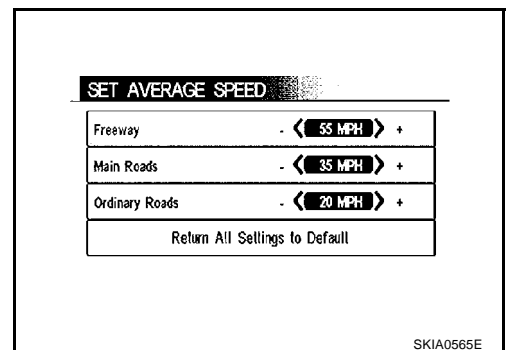 SET AVERAGE SPEED
Freeway - 55 MPH +
Main Roads - 35 MPH +
Ordinary Roads - 20 MPH +
Return All Settings to Default
SKIA0565E